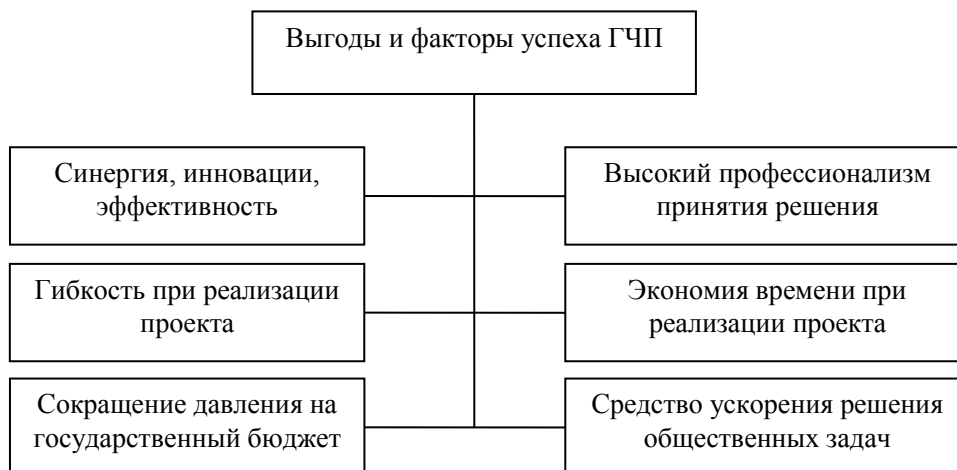 Выгоды и факторы успеха ГЧП
Синергия, инновации,
эффективность
Высокий профессионализм
принятия решения
Гибкость при реализации
проекта
Экономия времени при
реализации проекта
Сокращение давления на
государственный бюджет
Средство ускорения решения
общественных задач